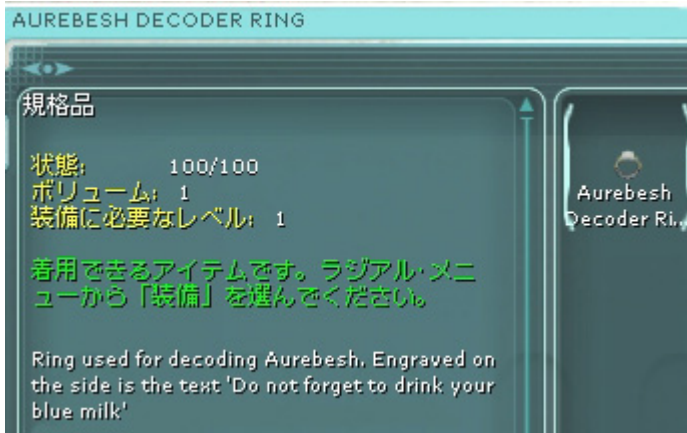 AUREBESH DECODER RING
規格品
状態: 100/100
ボリューム: 1
装備に必要なレベル: 1
着用できるアイテムです。ラジアル・メニ
ューから「装備」を選んでください。
Ring used for decoding Aurebesh. Engraved on
the side is the text 'Do not forget to drink your
blue milk'
Aurebesh
Decoder Ri..